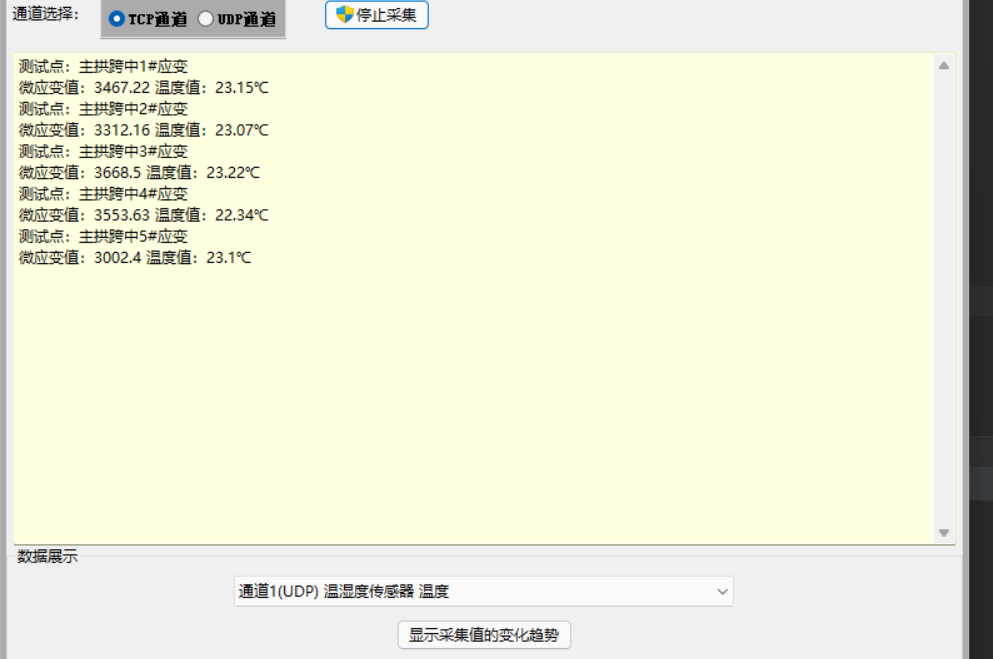 通道选择：
TCP通道 UDP通道
停止采集
测试点：主拱跨中1#应变
微应变值：3467.22 温度值：23.15℃
测试点：主拱跨中2#应变
微应变值：3312.16 温度值：23.07℃
测试点：主拱跨中3#应变
微应变值：3668.5 温度值：23.22℃
测试点：主拱跨中4#应变
微应变值：3553.63 温度值：22.34℃
测试点：主拱跨中5#应变
微应变值：3002.4 温度值：23.1℃
数据展示
通道1(UDP) 温湿度传感器 温度
显示采集值的变化趋势